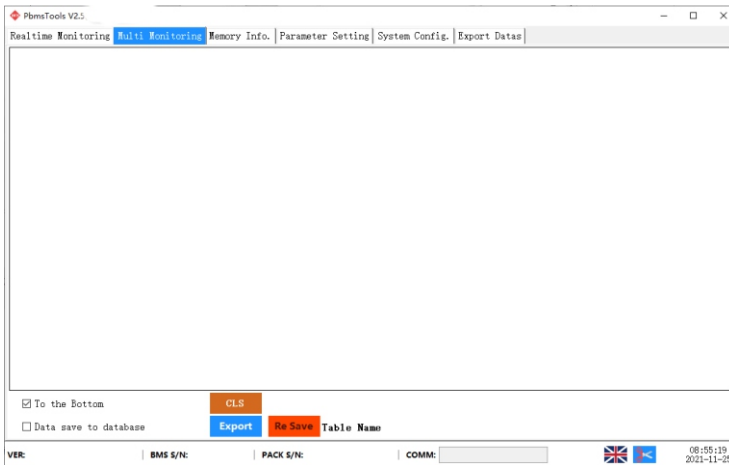 PbmsTools V2.5
Realtime Monitoring Multi Monitoring Memory Info. Parameter Setting System Config. Export Datas
To the Bottom CLS
Data save to database Export Re Save Table Name
VER: BMS S/N: PACK S/N: COMM: 08:55:19
2021-11-25